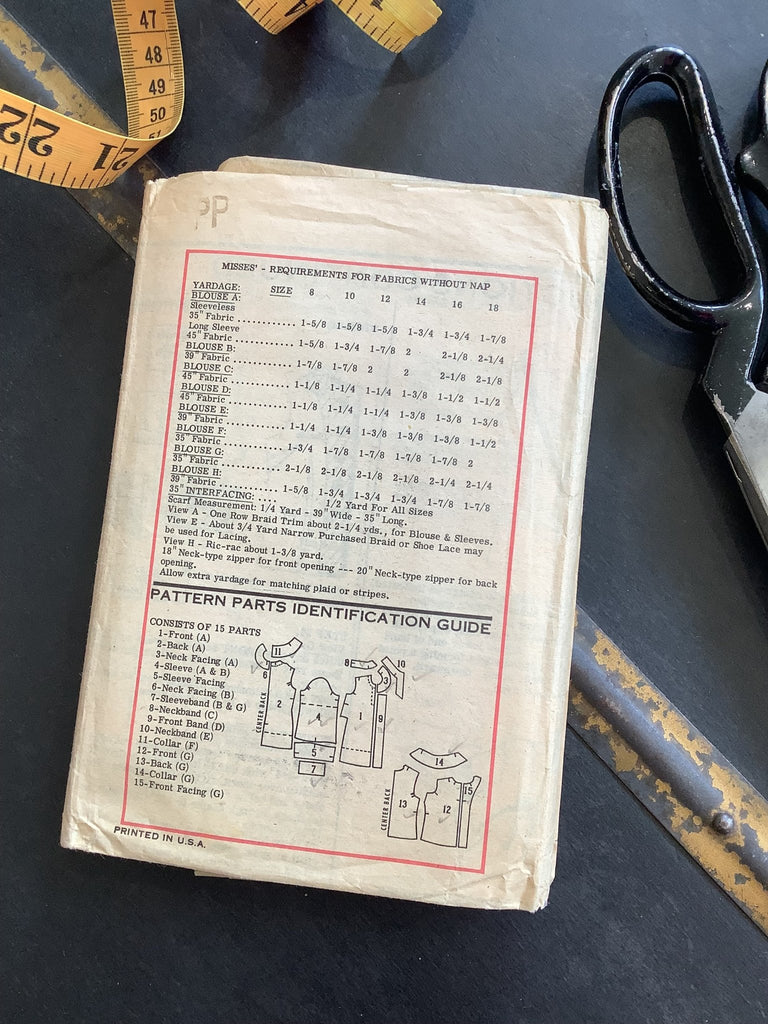 47
48
49
50
51
22
21
PP
MISSES' - REQUIREMENTS FOR FABRICS WITHOUT NAP
YARDAGE: SIZE 8 10 12 14 16 18
BLOUSE A:
Sleeveless
35" Fabric ............ 1-5/8 1-5/8 1-5/8 1-3/4 1-3/4 1-7/8
Long Sleeve
45" Fabric ............ 1-5/8 1-3/4 1-7/8 2 2-1/8 2-1/4
BLOUSE B:
39" Fabric ............ 1-7/8 1-7/8 2 2 2-1/8 2-1/8
BLOUSE C:
45" Fabric ............ 1-1/8 1-1/4 1-1/4 1-3/8 1-1/2 1-1/2
BLOUSE D:
45" Fabric ............ 1-1/8 1-1/4 1-1/4 1-3/8 1-3/8 1-3/8
BLOUSE E:
39" Fabric ............ 1-1/4 1-1/4 1-3/8 1-3/8 1-3/8 1-1/2
BLOUSE F:
35" Fabric ............ 1-3/4 1-7/8 1-7/8 1-7/8 1-7/8 2
BLOUSE G:
35" Fabric ............ 2-1/8 2-1/8 2-1/8 2-1/8 2-1/4 2-1/4
BLOUSE H:
39" Fabric ............ 1-5/8 1-3/4 1-3/4 1-3/4 1-7/8 1-7/8
35" INTERFACING: .... 1/2 Yard For All Sizes
Scarf Measurement: 1/4 Yard - 39" Wide - 35" Long.
View A - One Row Braid Trim about 2-1/4 yds., for Blouse & Sleeves.
View E - About 3/4 Yard Narrow Purchased Braid or Shoe Lace may
be used for Lacing.
View H - Ric-rac about 1-3/8 yard.
18" Neck-type zipper for front opening --- 20" Neck-type zipper for back
opening.
Allow extra yardage for matching plaid or stripes.
PATTERN PARTS IDENTIFICATION GUIDE
CONSISTS OF 15 PARTS
1-Front (A)
2-Back (A)
3-Neck Facing (A)
4-Sleeve (A & B)
5-Sleeve Facing
6-Neck Facing (B)
7-Sleeveband (B & G)
8-Neckband (C)
9-Front Band (D)
10-Neckband (E)
11-Collar (F)
12-Front (G)
13-Back (G)
14-Collar (G)
15-Front Facing (G)
11
6
8
10
3
CENTER BACK
2
4
1
9
5
7
14
CENTER BACK
13
12
15
PRINTED IN U.S.A.